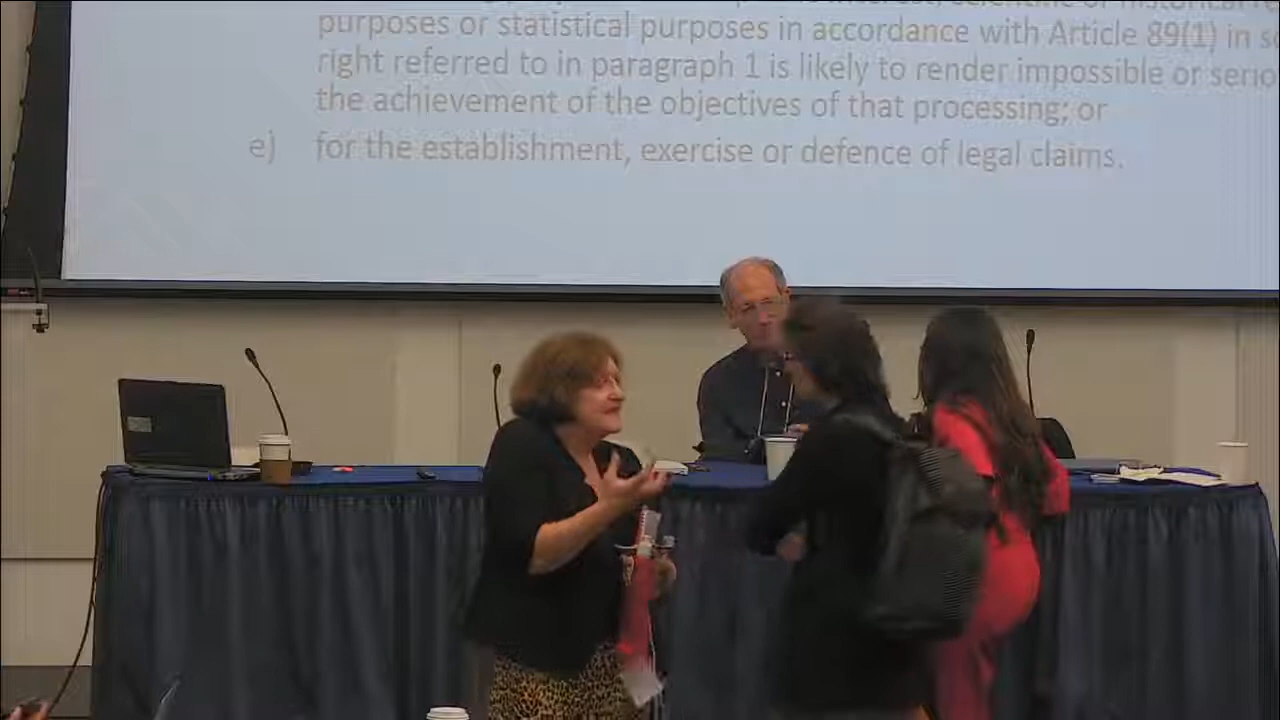 purposes or statistical purposes in accordance with Article 89(1) in
right referred to in paragraph 1 is likely to render impossible or
the achievement of the objectives of that processing; or
e) for the establishment, exercise or defence of legal claims.